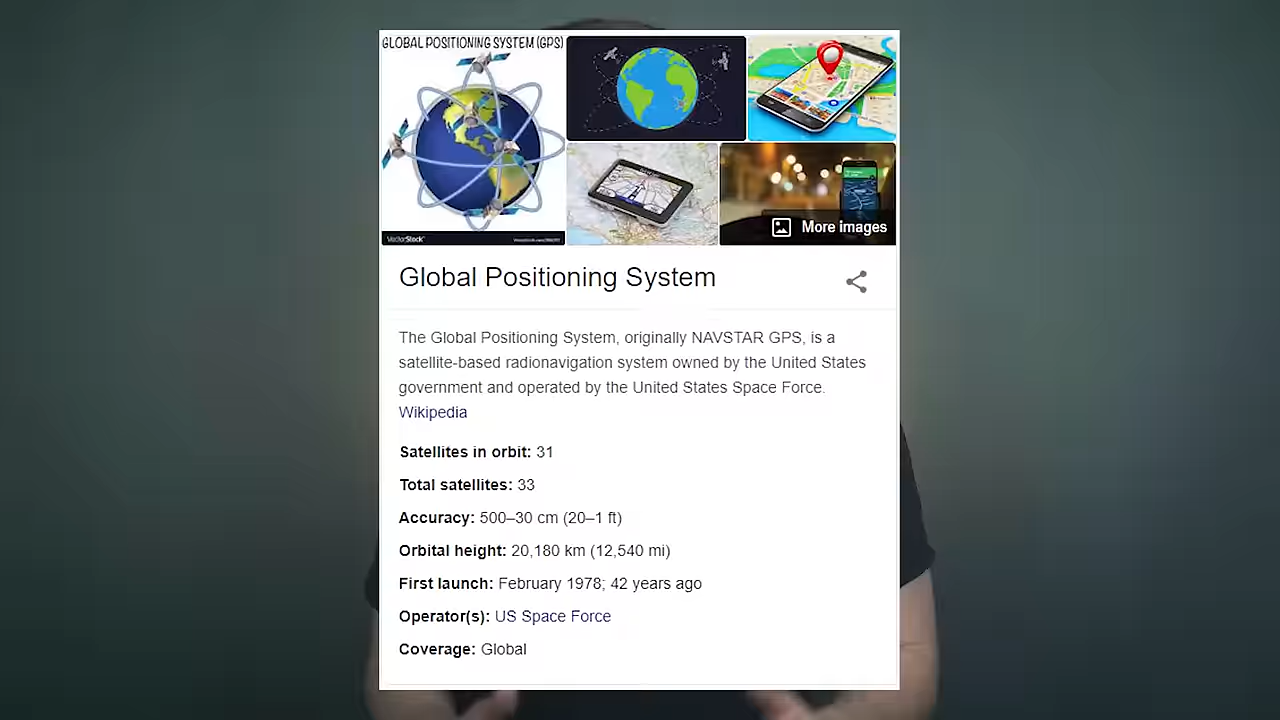 GLOBAL POSITIONING SYSTEM (GPS)
VectorStock
More images
Global Positioning System
The Global Positioning System, originally NAVSTAR GPS, is a
satellite-based radionavigation system owned by the United States
government and operated by the United States Space Force.
Wikipedia
Satellites in orbit: 31
Total satellites: 33
Accuracy: 500–30 cm (20–1 ft)
Orbital height: 20,180 km (12,540 mi)
First launch: February 1978; 42 years ago
Operator(s): US Space Force
Coverage: Global